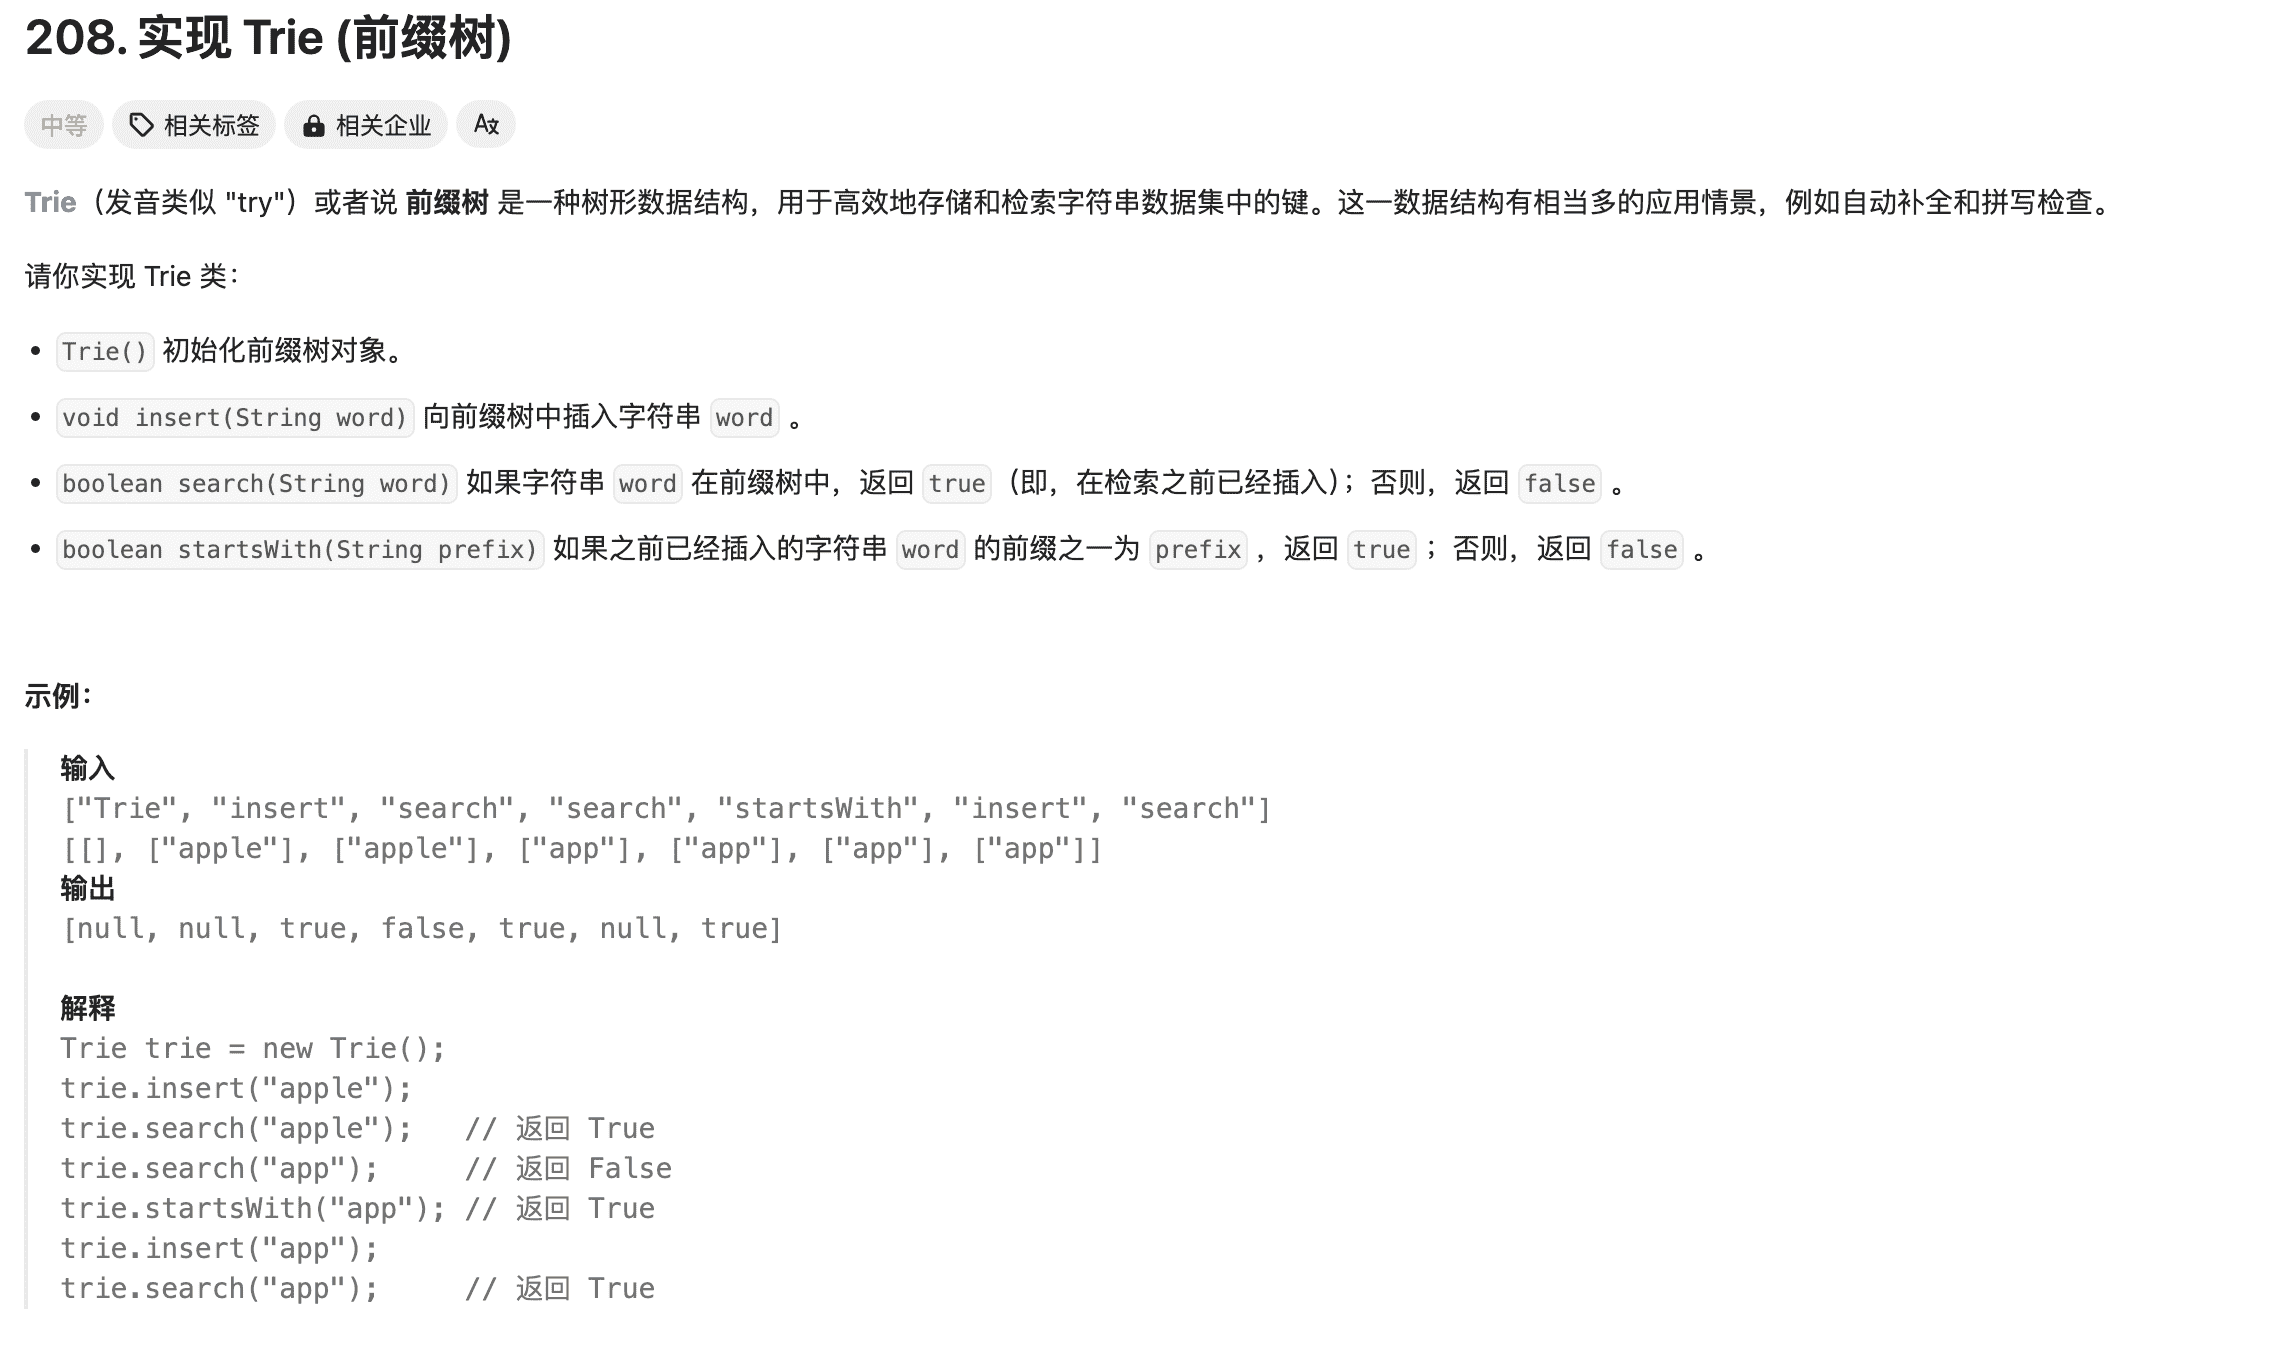 208. 实现 Trie (前缀树)
中等 相关标签 相关企业
Trie（发音类似 "try"）或者说 前缀树 是一种树形数据结构，用于高效地存储和检索字符串数据集中的键。这一数据结构有相当多的应用情景，例如自动补全和拼写检查。
请你实现 Trie 类：
• Trie() 初始化前缀树对象。
• void insert(String word) 向前缀树中插入字符串 word 。
• boolean search(String word) 如果字符串 word 在前缀树中，返回 true（即，在检索之前已经插入）；否则，返回 false 。
• boolean startsWith(String prefix) 如果之前已经插入的字符串 word 的前缀之一为 prefix ，返回 true ；否则，返回 false 。
示例：
输入
["Trie", "insert", "search", "search", "startsWith", "insert", "search"]
[[], ["apple"], ["apple"], ["app"], ["app"], ["app"], ["app"]]
输出
[null, null, true, false, true, null, true]
解释
Trie trie = new Trie();
trie.insert("apple");
trie.search("apple");   // 返回 True
trie.search("app");     // 返回 False
trie.startsWith("app"); // 返回 True
trie.insert("app");
trie.search("app");     // 返回 True